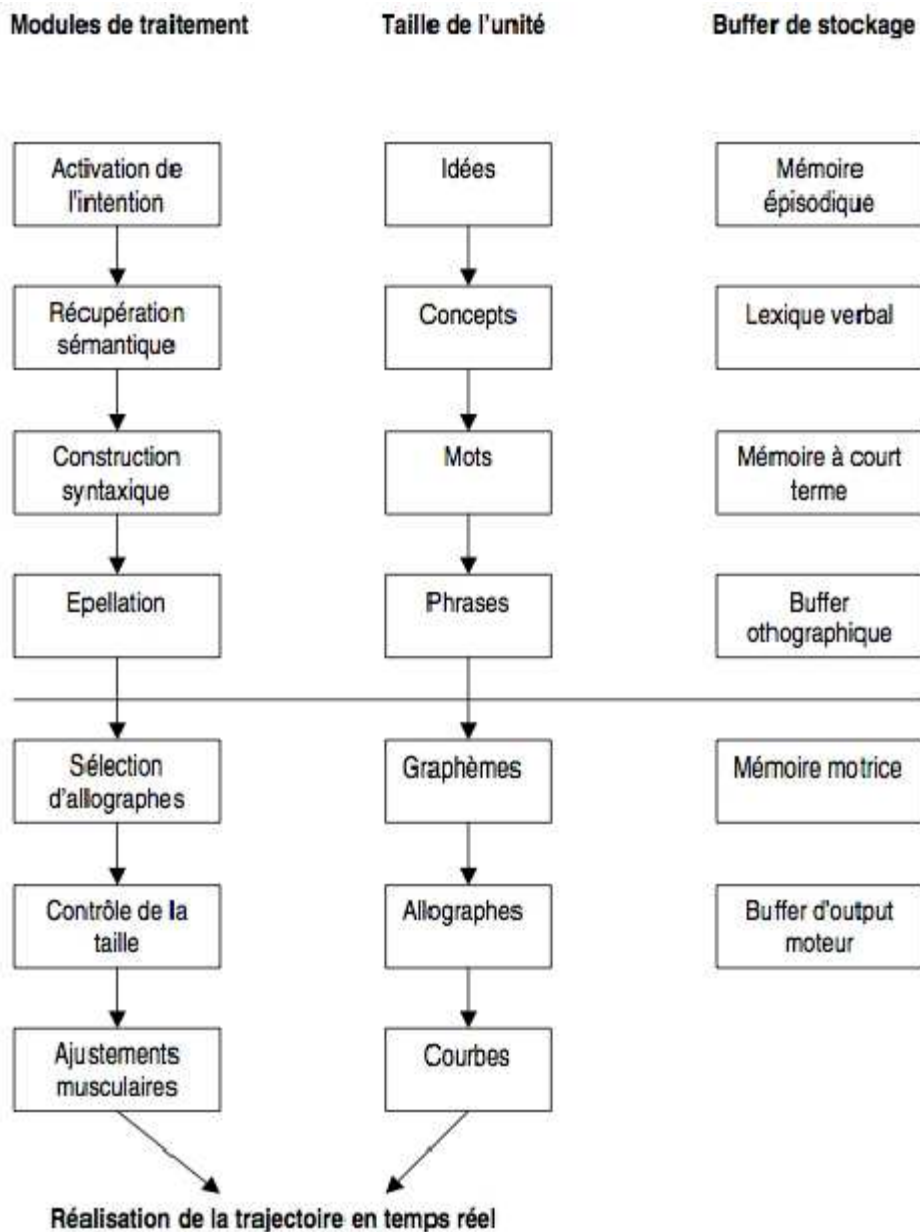 Modules de traitement
Taille de l'unité
Buffer de stockage
Activation de
l'intention
Idées
Mémoire
épisodique
Récupération
sémantique
Concepts
Lexique verbal
Construction
syntaxique
Mots
Mémoire à court
terme
Epellation
Phrases
Buffer
othographique
Sélection
d'allographes
Graphèmes
Mémoire motrice
Contrôle de la
taille
Allographes
Buffer d'output
moteur
Ajustements
musculaires
Courbes
Réalisation de la trajectoire en temps réel